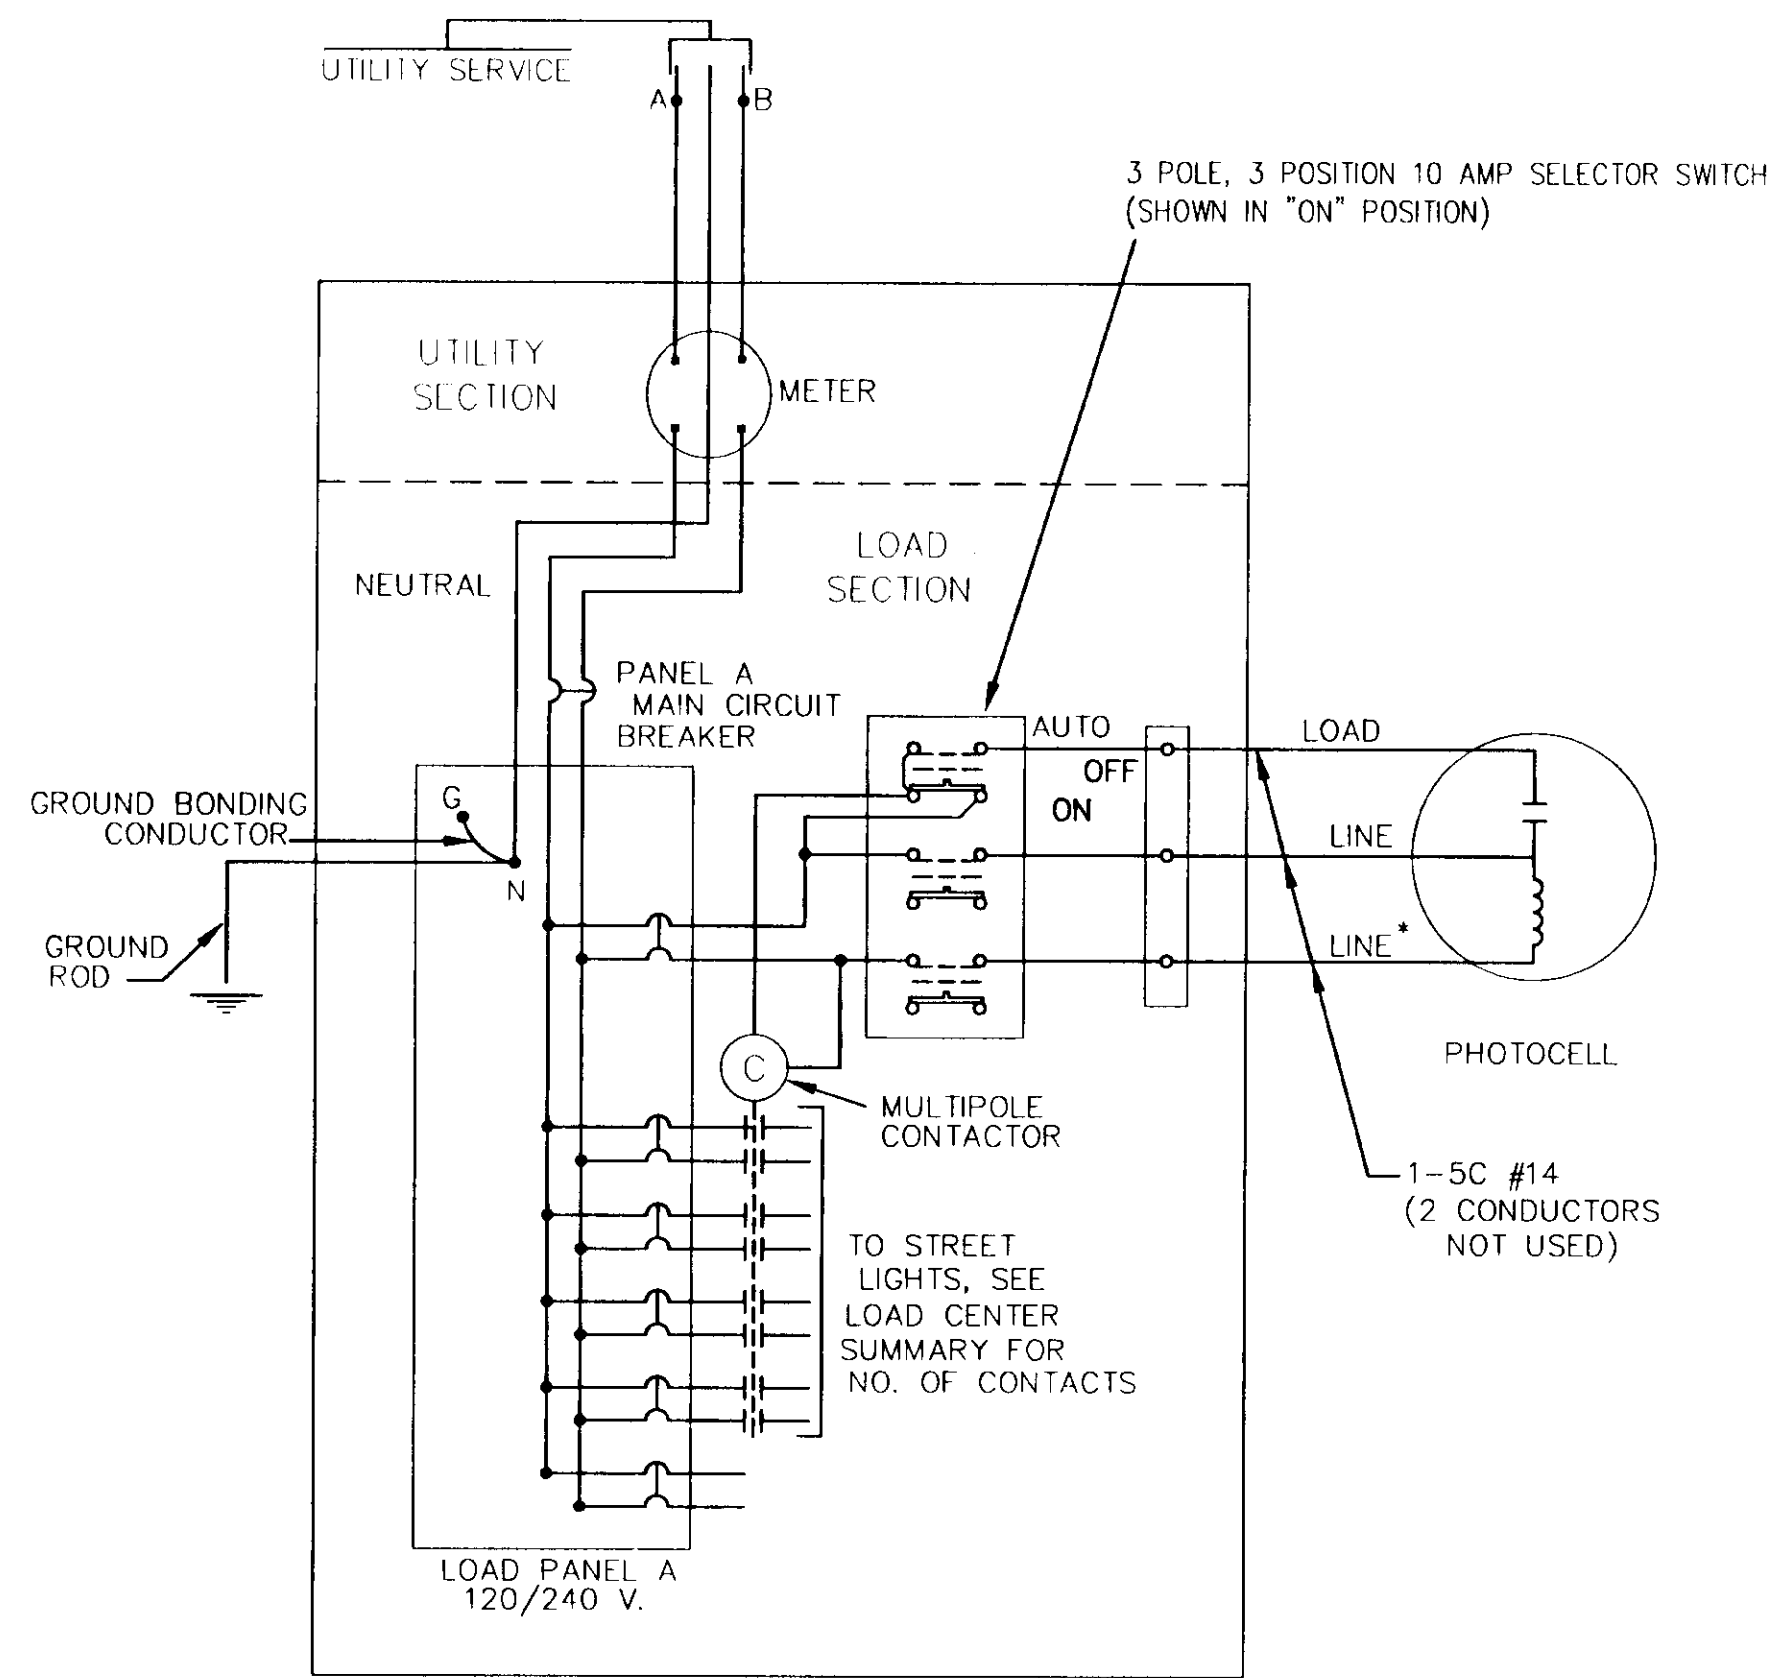 UTILITY SERVICE
A
B
3 POLE, 3 POSITION 10 AMP SELECTOR SWITCH
(SHOWN IN "ON" POSITION)
UTILITY
SECTION
METER
LOAD
SECTION
NEUTRAL
PANEL A
MAIN CIRCUIT
BREAKER
AUTO
OFF
ON
LOAD
LINE
LINE*
PHOTOCELL
G
GROUND BONDING
CONDUCTOR
N
GROUND
ROD
C
MULTIPOLE
CONTACTOR
1-5C #14
(2 CONDUCTORS
NOT USED)
TO STREET
LIGHTS, SEE
LOAD CENTER
SUMMARY FOR
NO. OF CONTACTS
LOAD PANEL A
120/240 V.